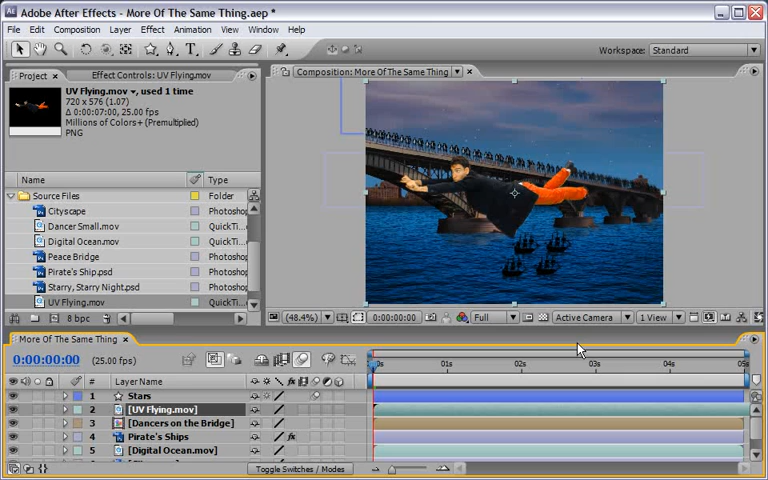 Adobe After Effects - More Of The Same Thing.aep *
File Edit Composition Layer Effect Animation View Window Help
Workspace: Standard
Project Effect Controls: UV Flying.mov
Composition: More Of The Same Thing
UV Flying.mov , used 1 time
720 x 576 (1.07)
Δ 0:00:07:00, 25.00 fps
Millions of Colors+ (Premultiplied)
PNG
Name Type
Source Files Folder
Cityscape Photoshop
Dancer Small.mov QuickTi...
Digital Ocean.mov QuickTi...
Peace Bridge Photoshop
Pirate's Ship.psd Photoshop
Starry, Starry Night.psd Photoshop
UV Flying.mov QuickTi...
8 bpc
(48.4%) 0:00:00:00 Full Active Camera 1 View
More Of The Same Thing
0:00:00:00 (25.00 fps)
0s 01s 02s 03s 04s 05s
# Layer Name
1 Stars
2 [UV Flying.mov]
3 [Dancers on the Bridge]
4 Pirate's Ships
5 [Digital Ocean.mov]
Toggle Switches / Modes